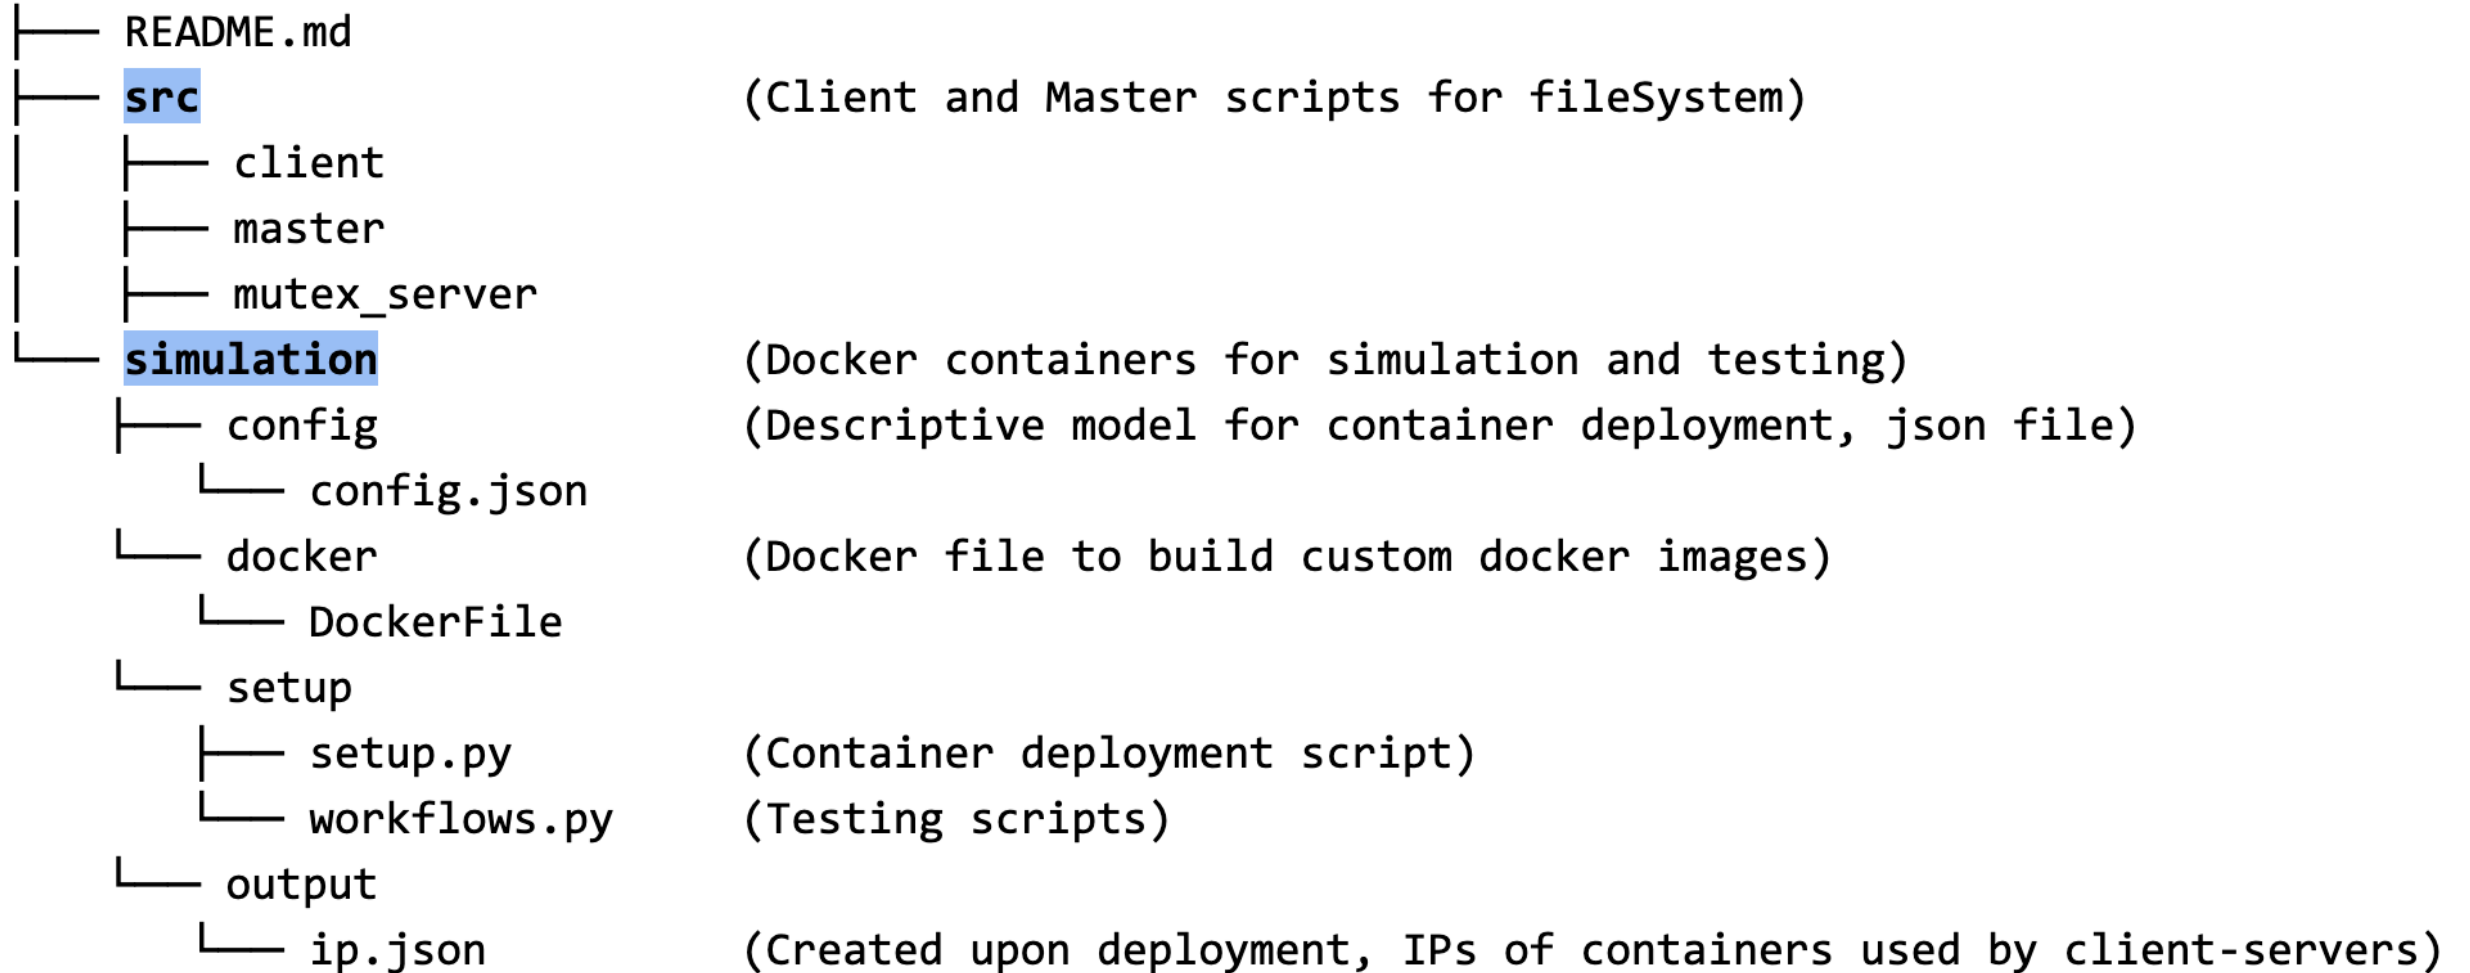 ├── README.md
├── src (Client and Master scripts for fileSystem)
│ ├── client
│ ├── master
│ ├── mutex_server
└── simulation (Docker containers for simulation and testing)
├── config (Descriptive model for container deployment, json file)
└── config.json
└── docker (Docker file to build custom docker images)
└── DockerFile
└── setup
├── setup.py (Container deployment script)
└── workflows.py (Testing scripts)
└── output
└── ip.json (Created upon deployment, IPs of containers used by client-servers)